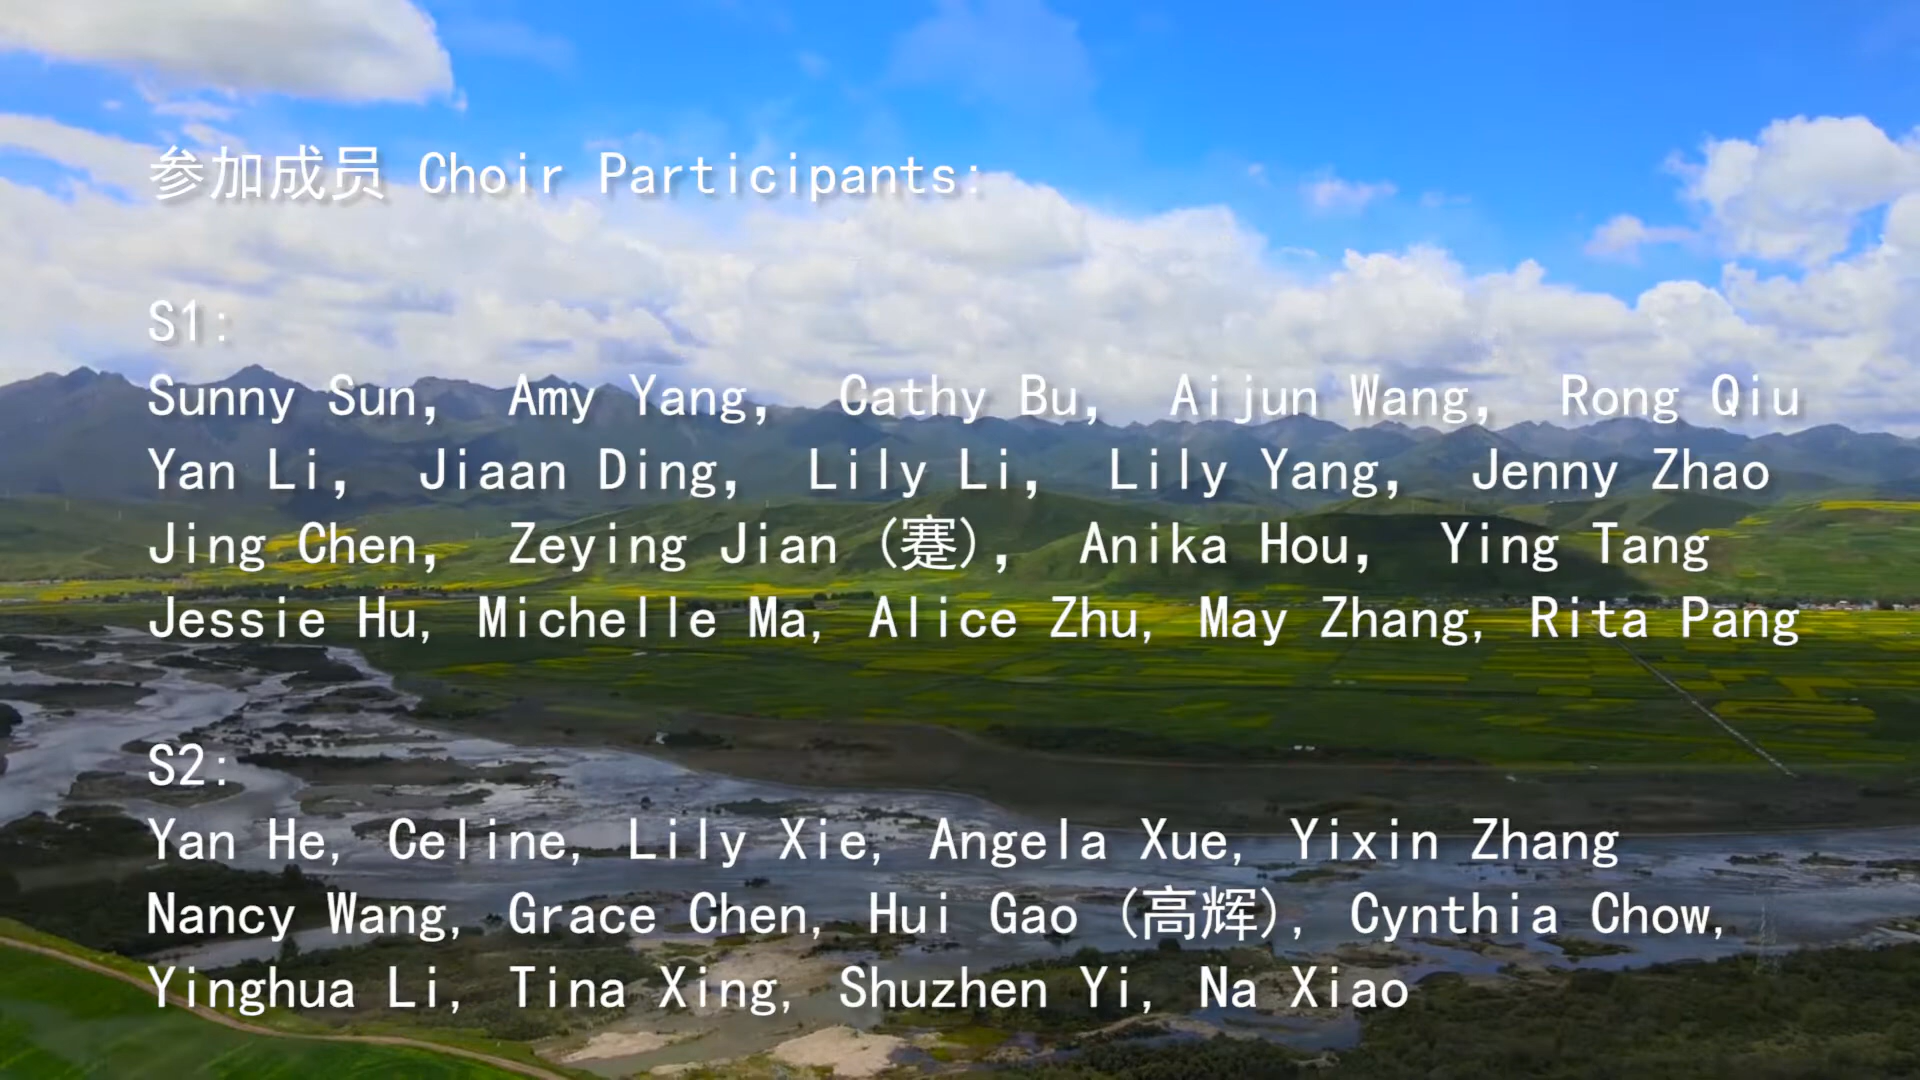 参加成员 Choir Participants:
S1:
Sunny Sun， Amy Yang， Cathy Bu， Aijun Wang， Rong Qiu
Yan Li， Jiaan Ding， Lily Li， Lily Yang， Jenny Zhao
Jing Chen， Zeying Jian (蹇)， Anika Hou， Ying Tang
Jessie Hu, Michelle Ma, Alice Zhu, May Zhang, Rita Pang
S2:
Yan He, Celine, Lily Xie, Angela Xue, Yixin Zhang
Nancy Wang, Grace Chen, Hui Gao (高辉), Cynthia Chow,
Yinghua Li, Tina Xing, Shuzhen Yi, Na Xiao